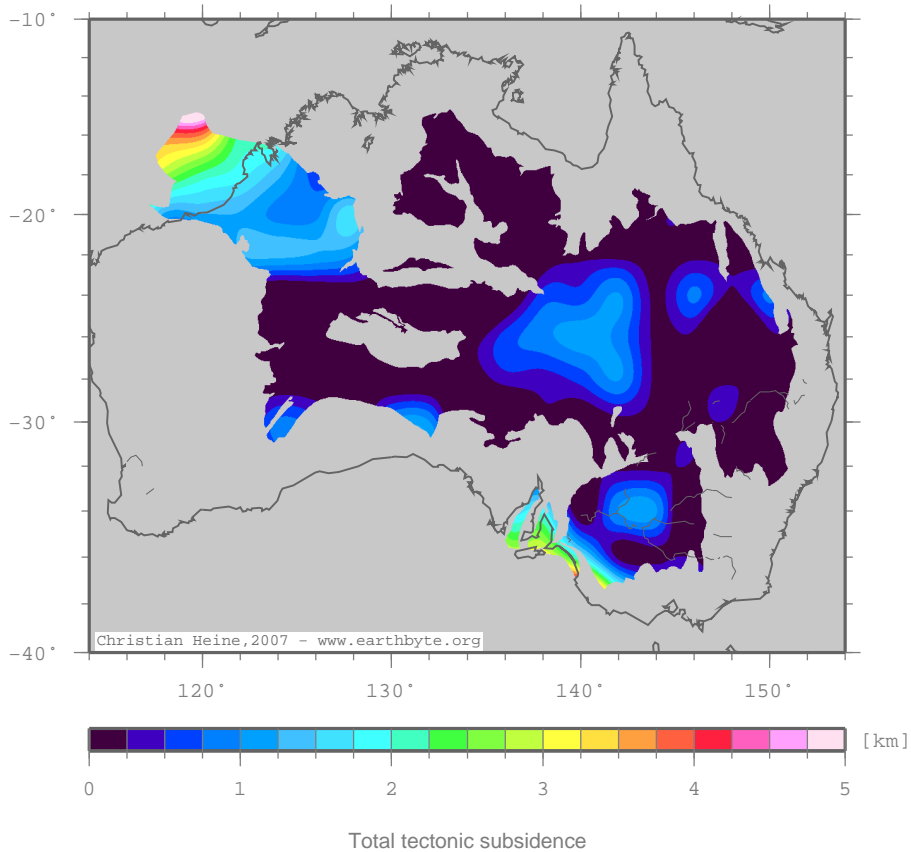 −10˚
−20˚
−30˚
−40˚
Christian Heine,2007 − www.earthbyte.org
120˚ 130˚ 140˚ 150˚
[km]
0 1 2 3 4 5
Total tectonic subsidence